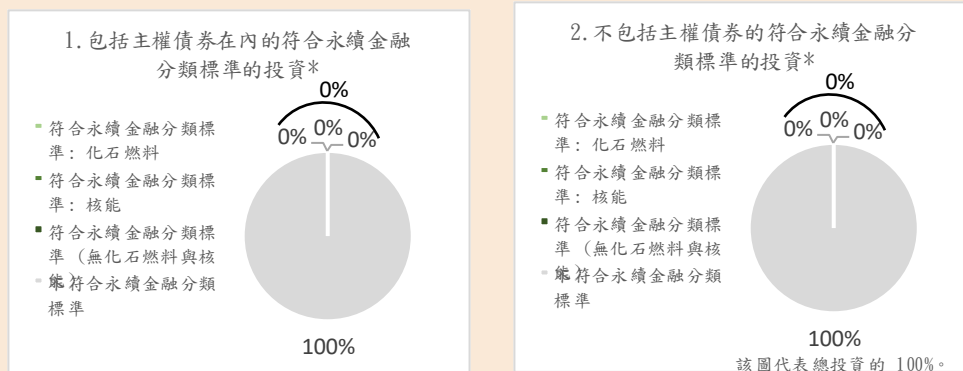 1.包括主權債券在內的符合永續金融
分類標準的投資*
0%
0%
0%
0%
符合永續金融分類標
準: 化石燃料
符合永續金融分類標
準: 核能
符合永續金融分類標
準 (無化石燃料與核
能)
未符合永續金融分類
標準
100%
2.不包括主權債券的符合永續金融分
類標準的投資*
0%
0%
0%
0%
符合永續金融分類標
準: 化石燃料
符合永續金融分類標
準: 核能
符合永續金融分類標
準 (無化石燃料與核
能)
未符合永續金融分類
標準
100%
該圖代表總投資的 100%。